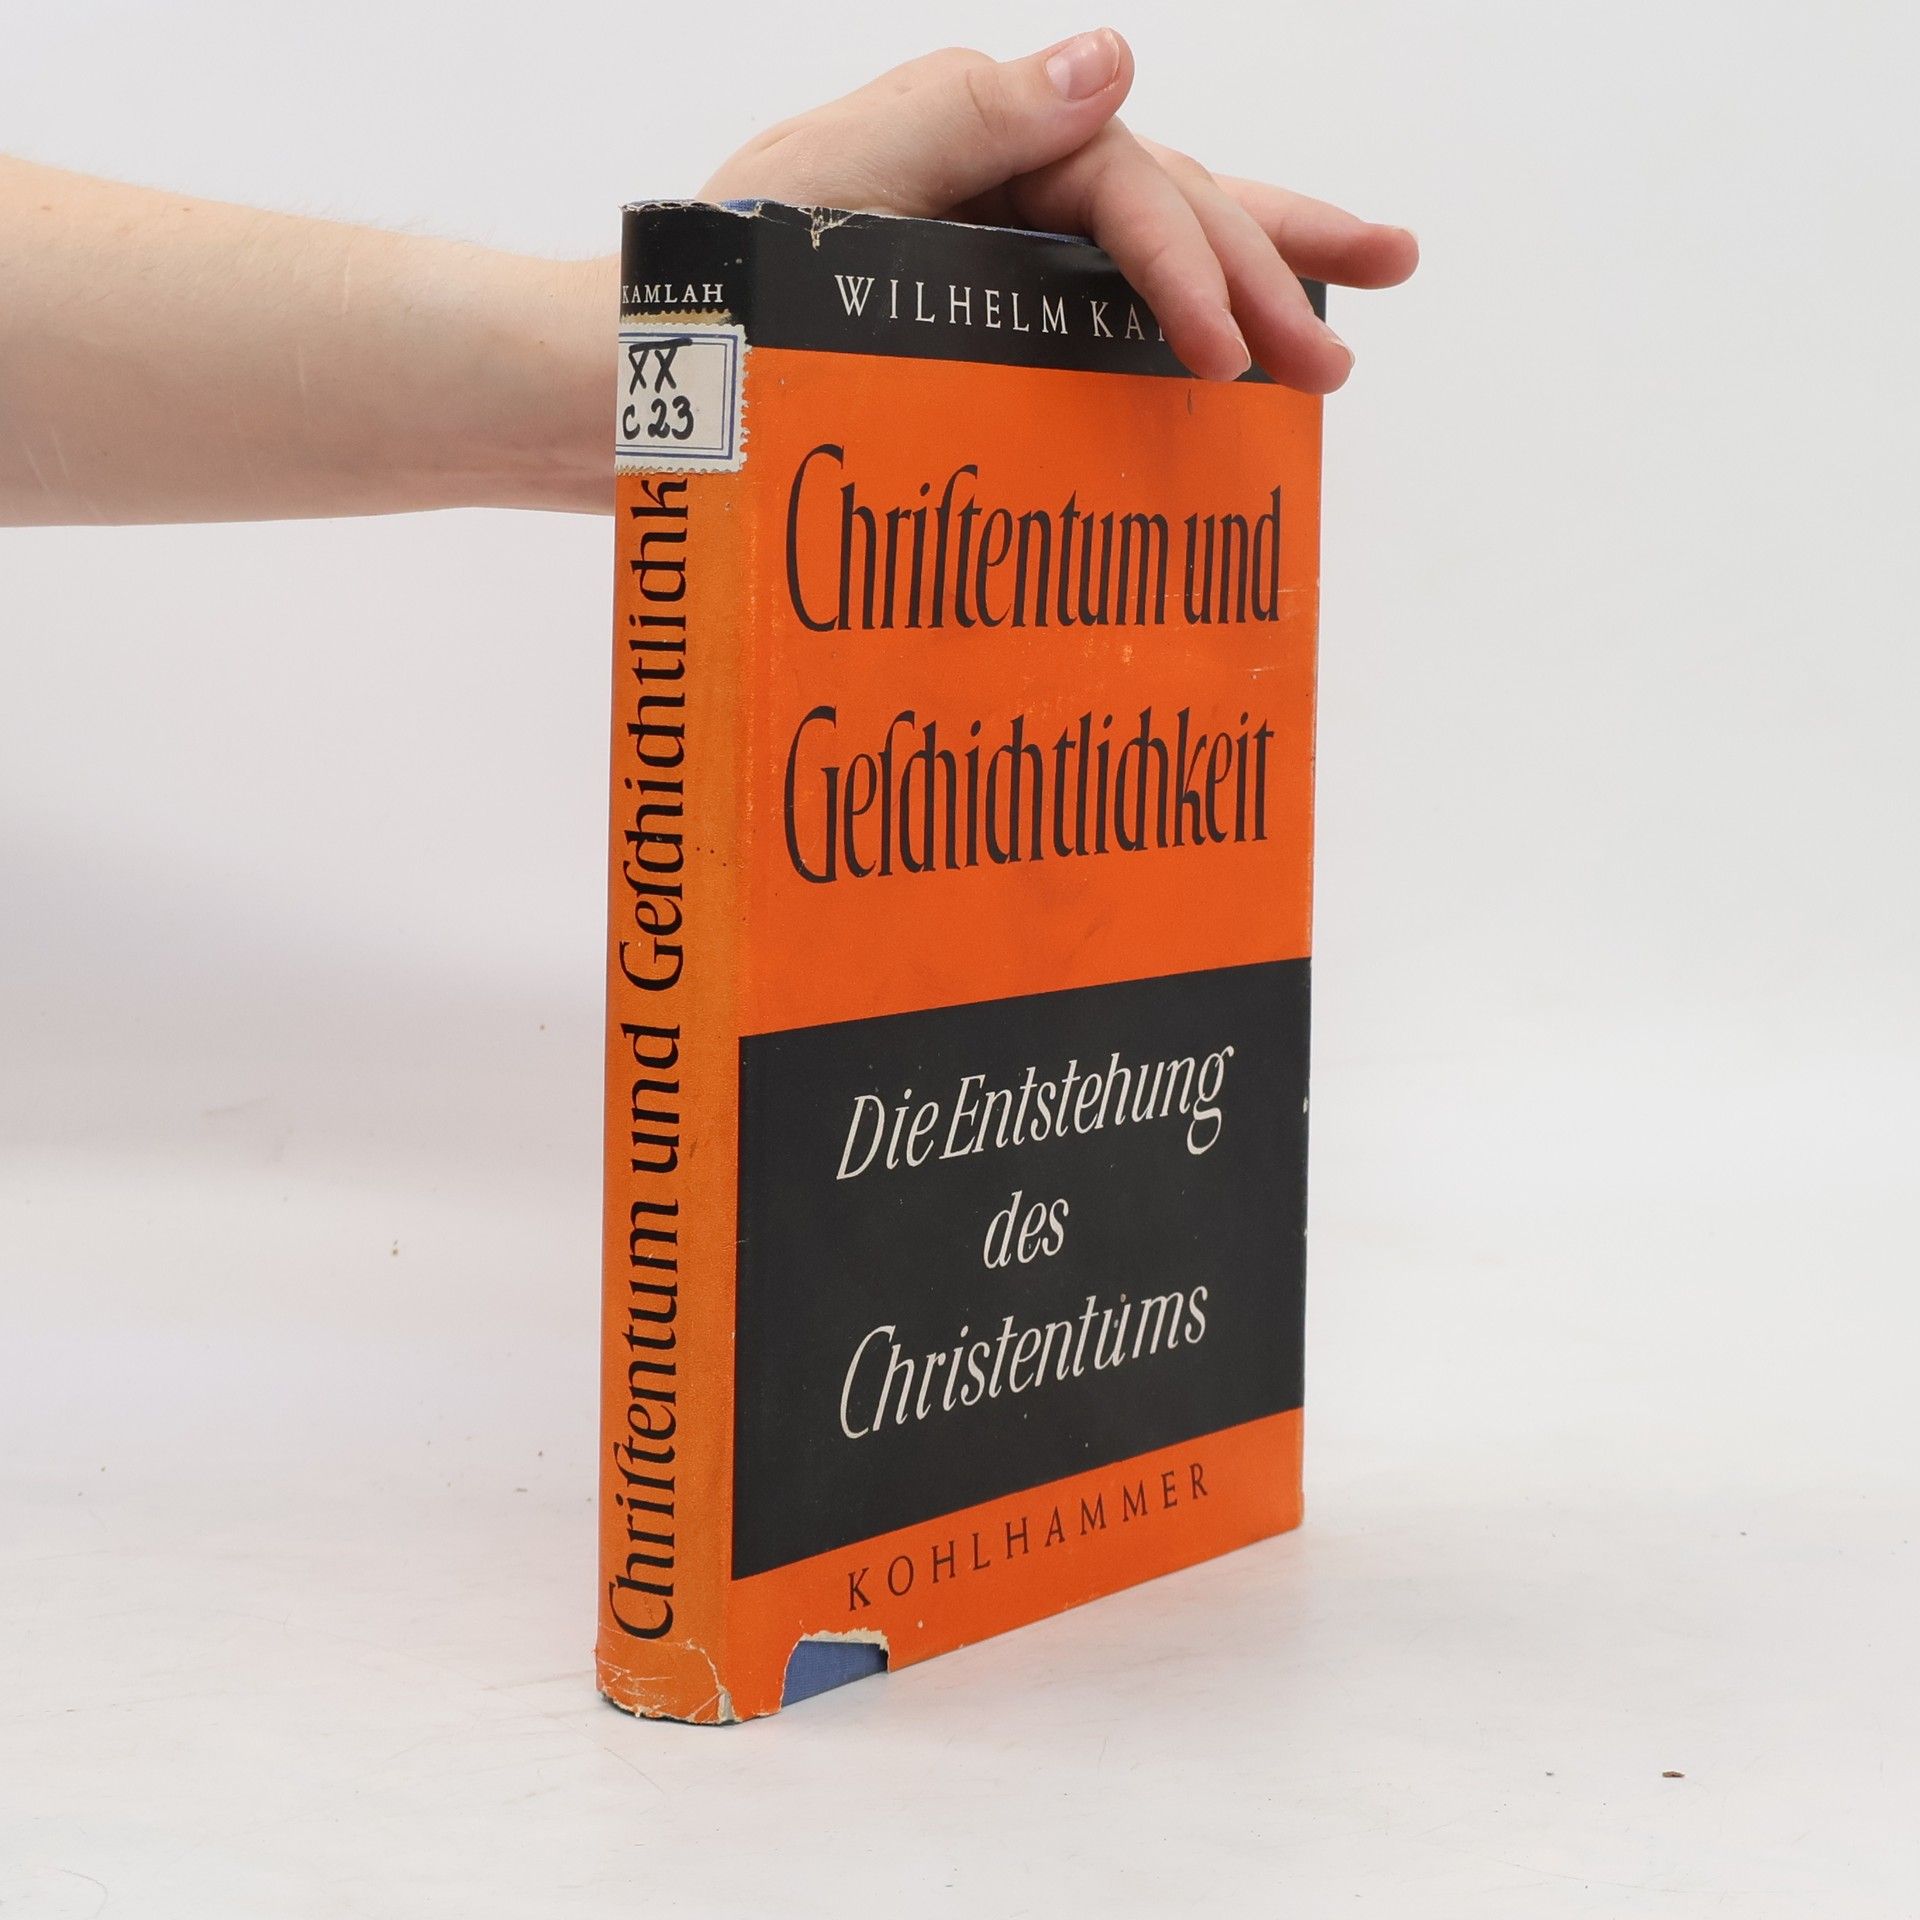 KAMLAH
XX
C 23
Chriſtentum und Geſchichtlichk
WILHELM KA
Chriſtentum und
Geſchichtlichkeit
Die Entstehung
des
Christentums
KOHLHAMMER